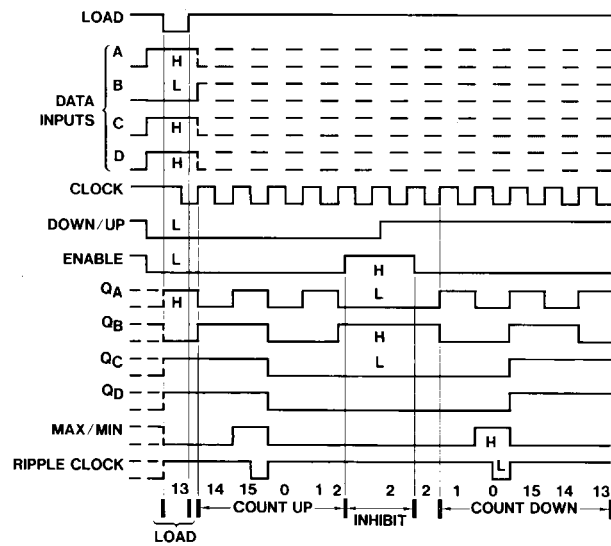 LOAD
A H
B L
DATA INPUTS
C H
D H
CLOCK
DOWN/UP L
ENABLE L H
QA H L
QB H
QC L
QD
MAX/MIN H
RIPPLE CLOCK L
13 14 15 0 1 2 2 2 1 0 15 14 13
COUNT UP INHIBIT COUNT DOWN
LOAD